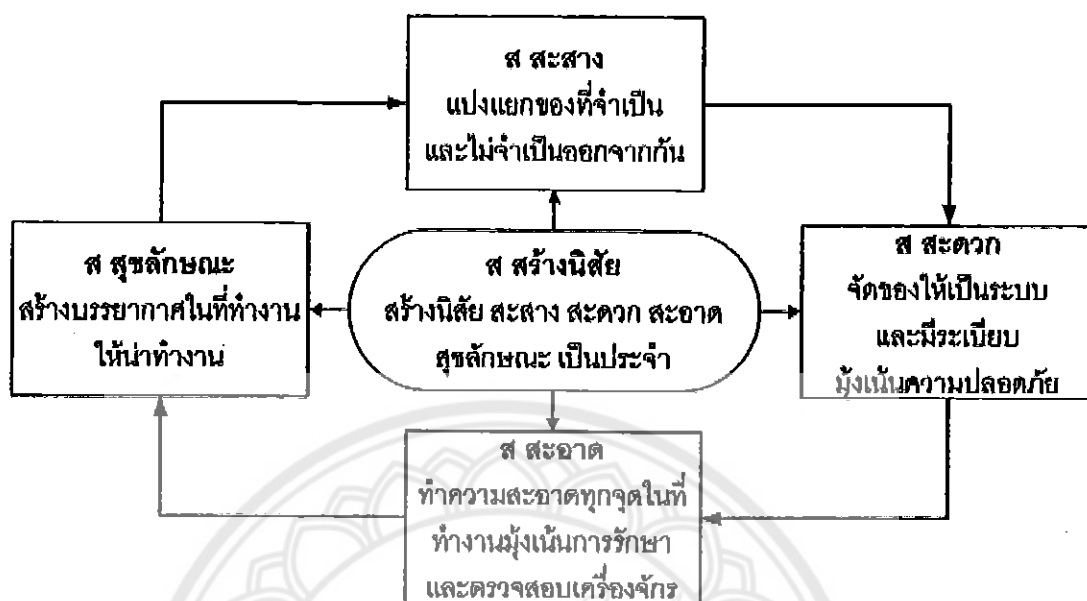 ส สะสาง
แบ่งแยกของที่จำเป็น
และไม่จำเป็นออกจากกัน
ส สุขลักษณะ
สร้างบรรยากาศในที่ทำงาน
ให้น่าทำงาน
ส สร้างนิสัย
สร้างนิสัย สะสาง สะดวก สะอาด
สุขลักษณะ เป็นประจำ
ส สะดวก
จัดของให้เป็นระบบ
และมีระเบียบ
มุ้งเน้นความปลอดภัย
ส สะอาด
ทำความสะอาดทุกจุดในที่
ทำงานมุ้งเน้นการรักษา
และตรวจสอบเครื่องจักร